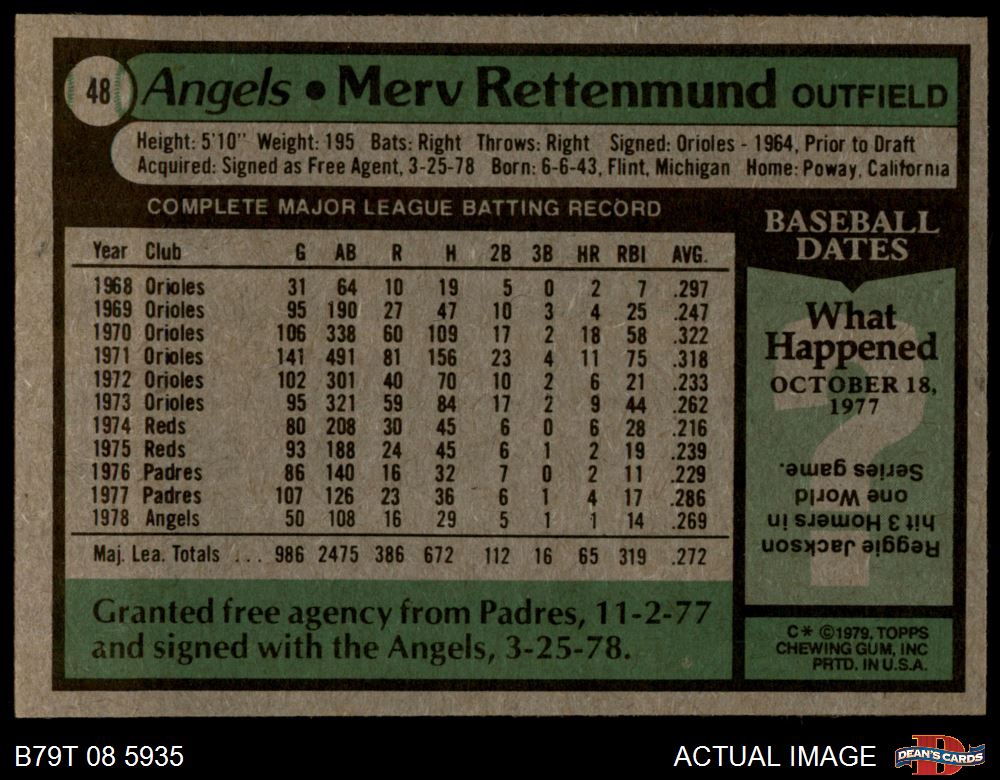 48 Angels • Merv Rettenmund OUTFIELD
Height: 5'10" Weight: 195 Bats: Right Throws: Right Signed: Orioles - 1964, Prior to Draft
Acquired: Signed as Free Agent, 3-25-78 Born: 6-6-43, Flint, Michigan Home: Poway, California
COMPLETE MAJOR LEAGUE BATTING RECORD
Year Club G AB R H 2B 3B HR RBI AVG.
1968 Orioles 31 64 10 19 5 0 2 7 .297
1969 Orioles 95 190 27 47 10 3 4 25 .247
1970 Orioles 106 338 60 109 17 2 18 58 .322
1971 Orioles 141 491 81 156 23 4 11 75 .318
1972 Orioles 102 301 40 70 10 2 6 21 .233
1973 Orioles 95 321 59 84 17 2 9 44 .262
1974 Reds 80 208 30 45 6 0 6 28 .216
1975 Reds 93 188 24 45 6 1 2 19 .239
1976 Padres 86 140 16 32 7 0 2 11 .229
1977 Padres 107 126 23 36 6 1 4 17 .286
1978 Angels 50 108 16 29 5 1 1 14 .269
Maj. Lea. Totals ... 986 2475 386 672 112 16 65 319 .272
Granted free agency from Padres, 11-2-77
and signed with the Angels, 3-25-78.
BASEBALL
DATES
What
Happened
OCTOBER 18,
1977
Reggie Jackson
hit 3 Homers in
one World
Series game.
C* ©1979, TOPPS
CHEWING GUM, INC
PRTD. IN U.S.A.
B79T 08 5935
ACTUAL IMAGE
D
DEAN'S CARDS